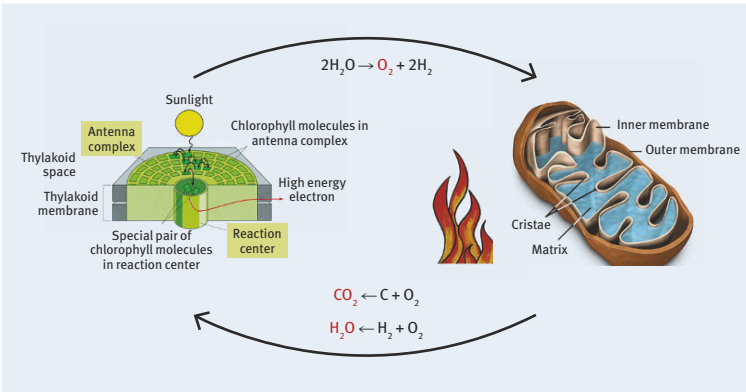 2H₂O → O₂ + 2H₂
Sunlight
Antenna
complex
Chlorophyll molecules in
antenna complex
Thylakoid
space
Thylakoid
membrane
High energy
electron
Special pair of
chlorophyll molecules
in reaction center
Reaction
center
Inner membrane
Outer membrane
Cristae
Matrix
CO₂ ← C + O₂
H₂O ← H₂ + O₂